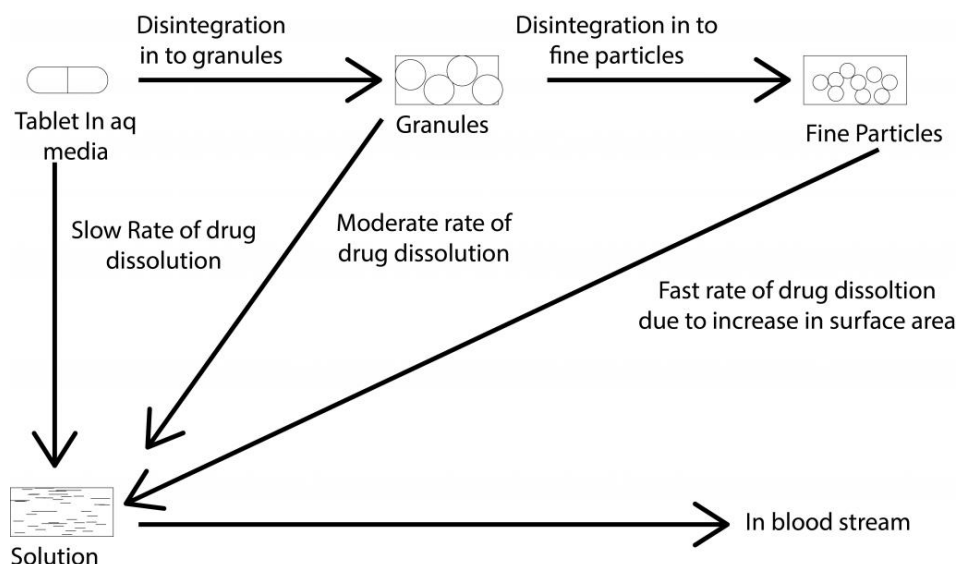 Disintegration
in to granules
Disintegration in to
fine particles
Tablet In aq
media
Granules
Fine Particles
Slow Rate of drug
dissolution
Moderate rate of
drug dissolution
Fast rate of drug dissoltion
due to increase in surface area
In blood stream
Solution